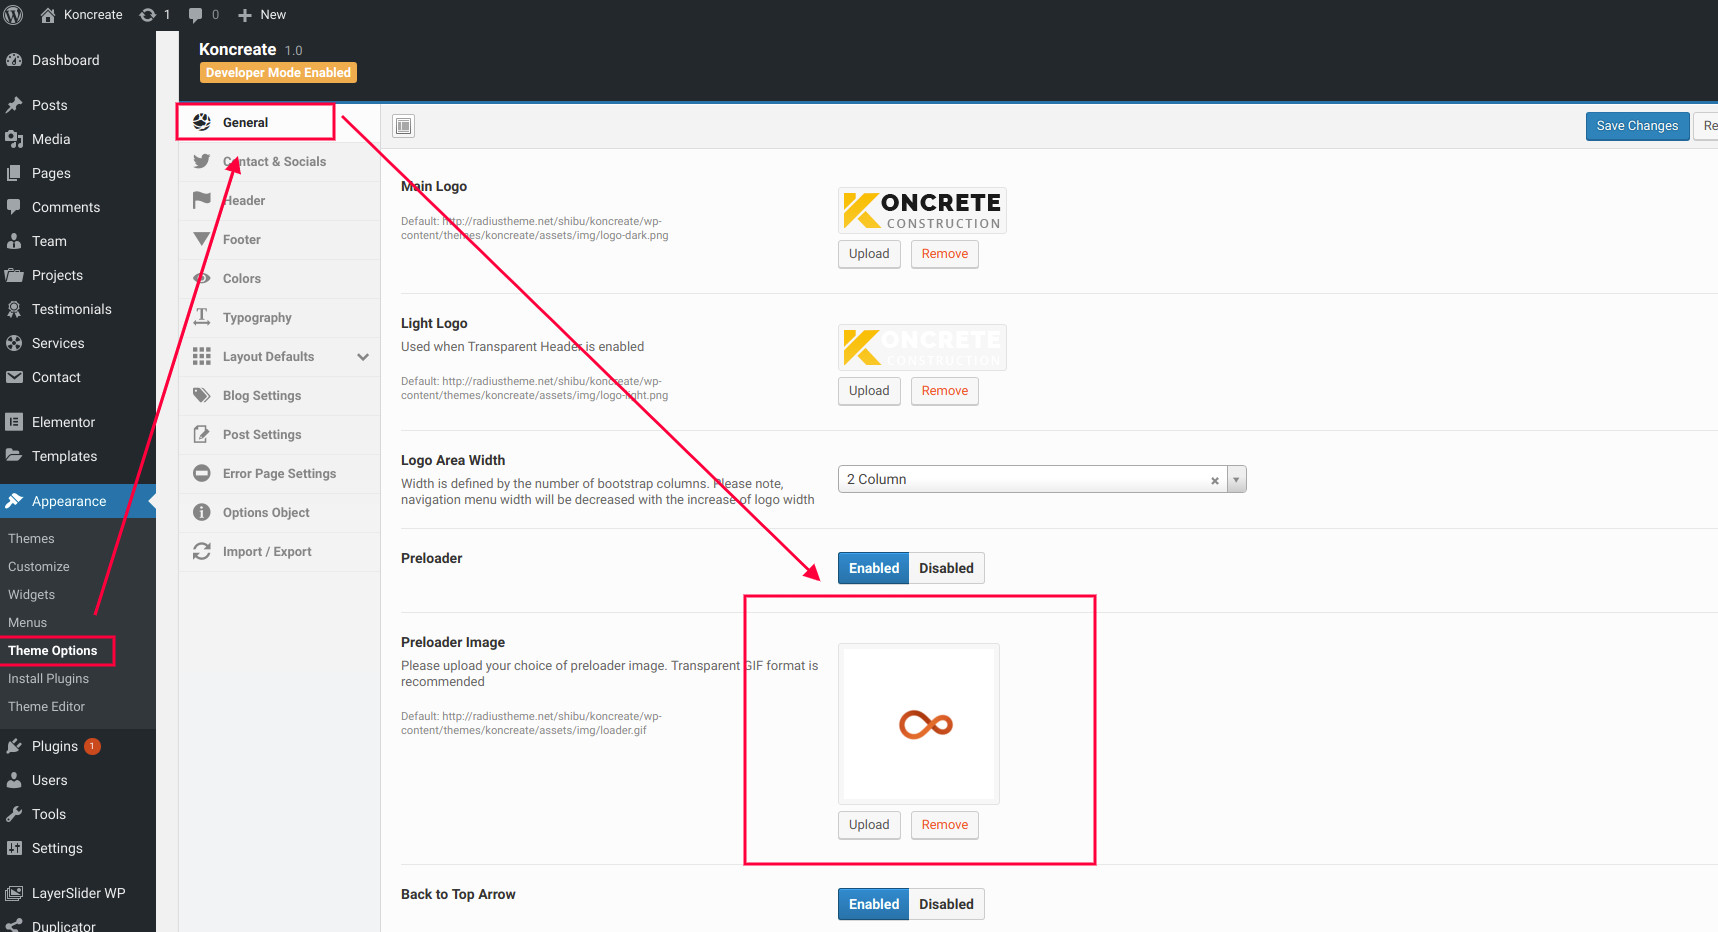 Koncreate
1
0
New
Dashboard
Posts
Media
Pages
Comments
Team
Projects
Testimonials
Services
Contact
Elementor
Templates
Appearance
Themes
Customize
Widgets
Menus
Theme Options
Install Plugins
Theme Editor
Plugins 1
Users
Tools
Settings
LayerSlider WP
Duplicator
Koncreate 1.0
Developer Mode Enabled
General
Contact & Socials
Header
Footer
Colors
Typography
Layout Defaults
Blog Settings
Post Settings
Error Page Settings
Options Object
Import / Export
Save Changes
Re
Main Logo
Default: http://radiustheme.net/shibu/koncreate/wp-
content/themes/koncreate/assets/img/logo-dark.png
KONCRETE
CONSTRUCTION
Upload
Remove
Light Logo
Used when Transparent Header is enabled
Default: http://radiustheme.net/shibu/koncreate/wp-
content/themes/koncreate/assets/img/logo-light.png
KONCRETE
CONSTRUCTION
Upload
Remove
Logo Area Width
Width is defined by the number of bootstrap columns. Please note,
navigation menu width will be decreased with the increase of logo width
2 Column
Preloader
Enabled
Disabled
Preloader Image
Please upload your choice of preloader image. Transparent GIF format is
recommended
Default: http://radiustheme.net/shibu/koncreate/wp-
content/themes/koncreate/assets/img/loader.gif
Upload
Remove
Back to Top Arrow
Enabled
Disabled